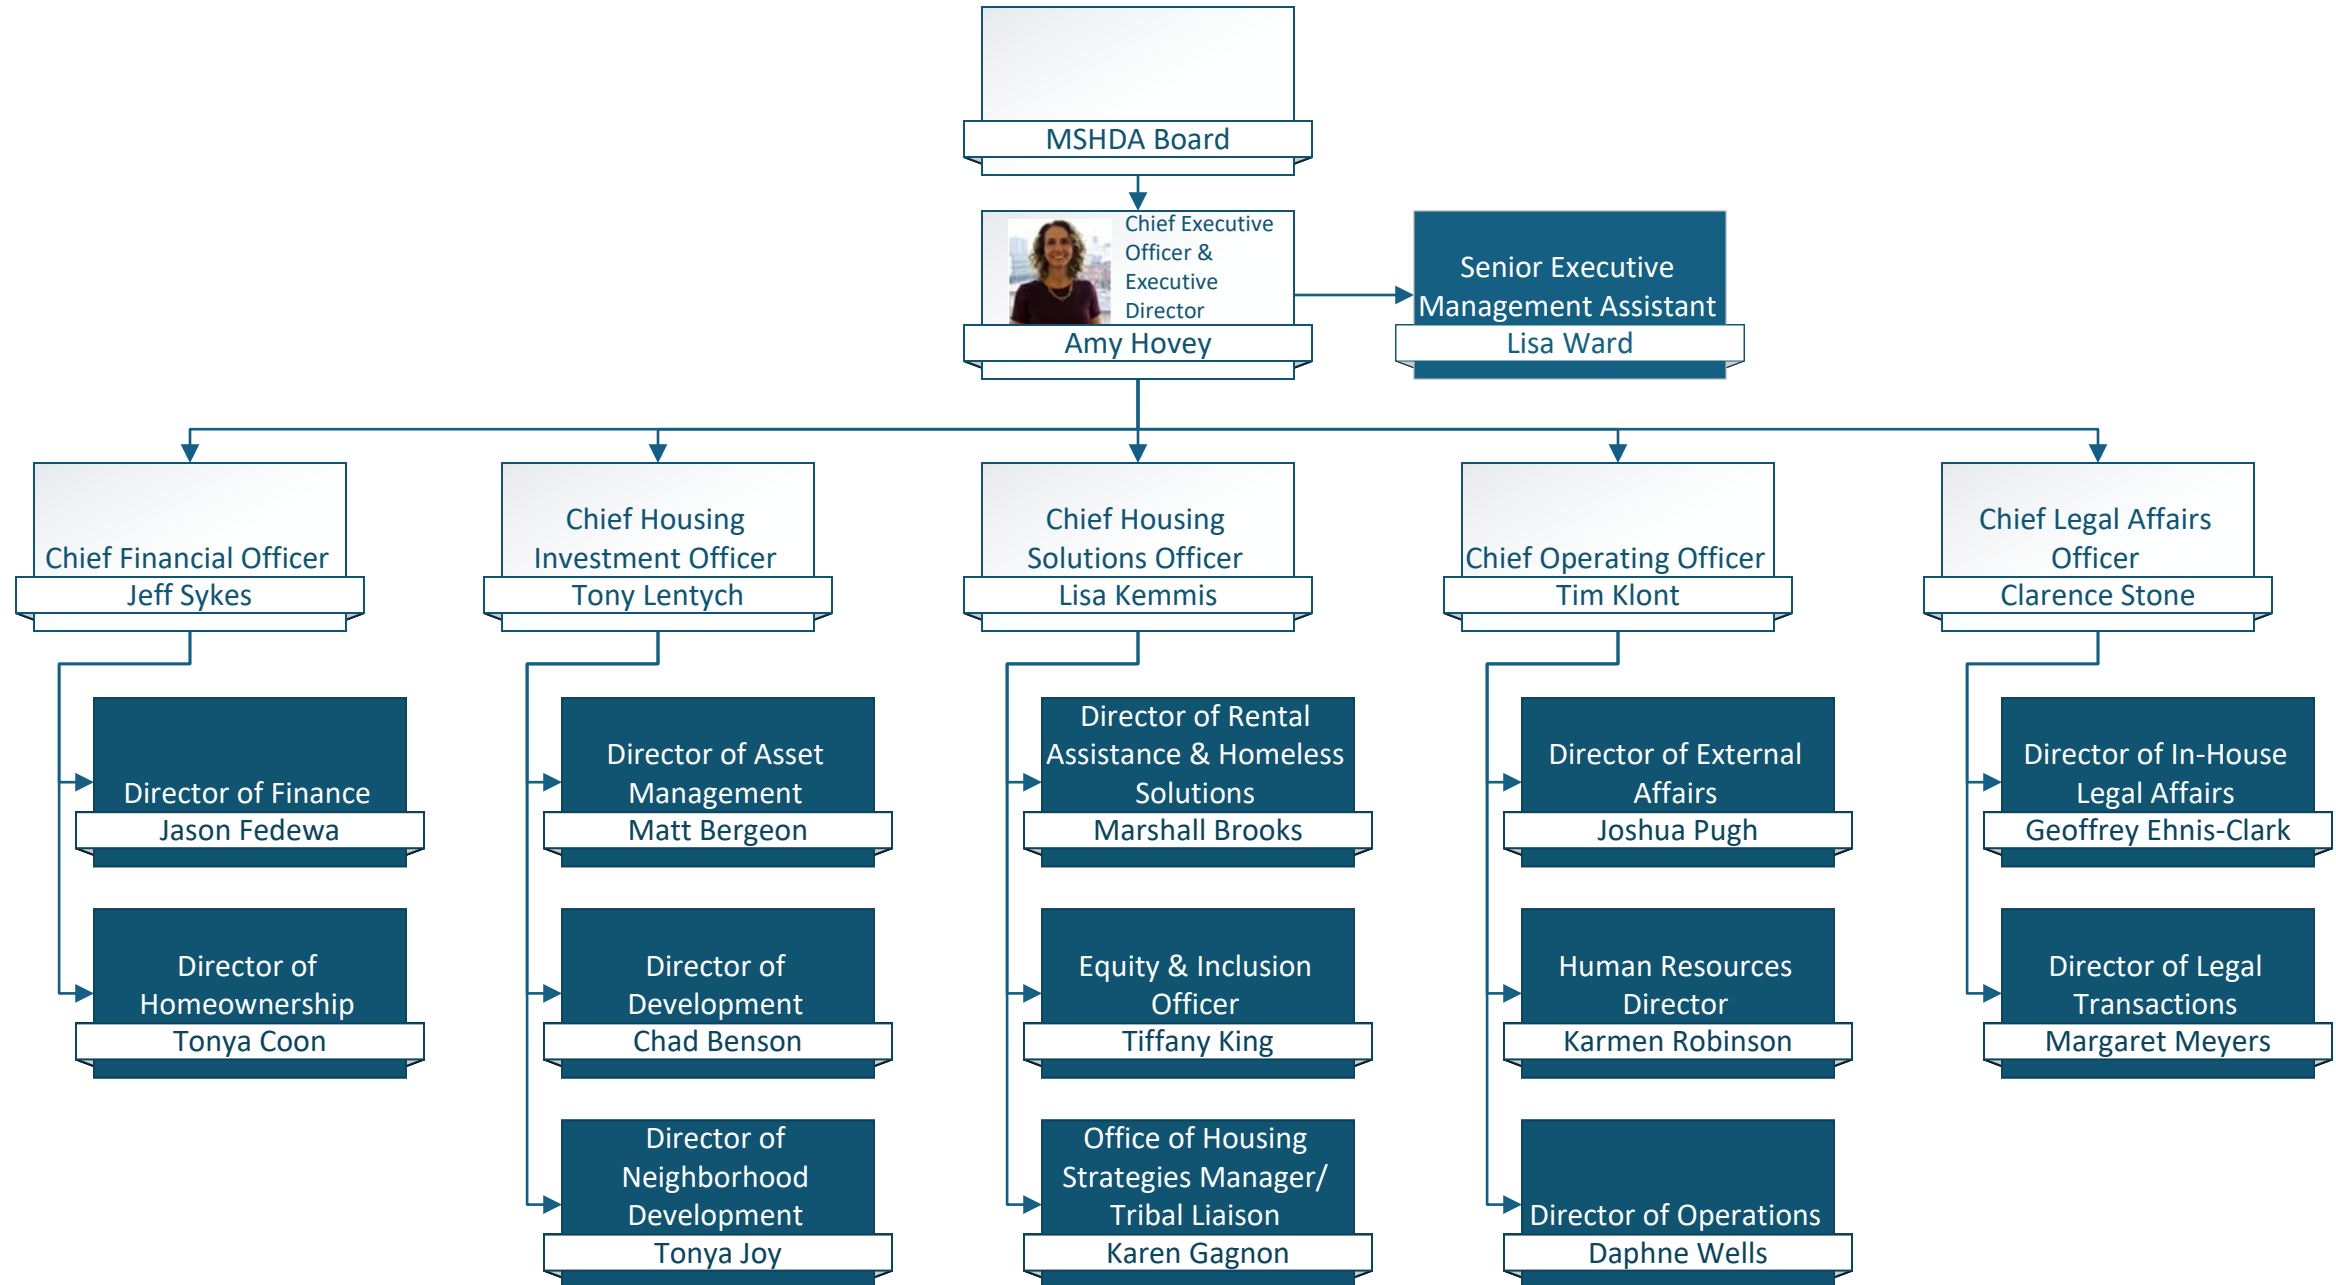 MSHDA Board
Chief Executive
Officer &
Executive
Director
Amy Hovey
Senior Executive
Management Assistant
Lisa Ward
Chief Financial Officer
Jeff Sykes
Chief Housing
Investment Officer
Tony Lentych
Chief Housing
Solutions Officer
Lisa Kemmis
Chief Operating Officer
Tim Klont
Chief Legal Affairs
Officer
Clarence Stone
Director of Finance
Jason Fedewa
Director of Asset
Management
Matt Bergeon
Director of Rental
Assistance & Homeless
Solutions
Marshall Brooks
Director of External
Affairs
Joshua Pugh
Director of In-House
Legal Affairs
Geoffrey Ehnis-Clark
Director of
Homeownership
Tonya Coon
Director of
Development
Chad Benson
Equity & Inclusion
Officer
Tiffany King
Human Resources
Director
Karmen Robinson
Director of Legal
Transactions
Margaret Meyers
Director of
Neighborhood
Development
Tonya Joy
Office of Housing
Strategies Manager/
Tribal Liaison
Karen Gagnon
Director of Operations
Daphne Wells